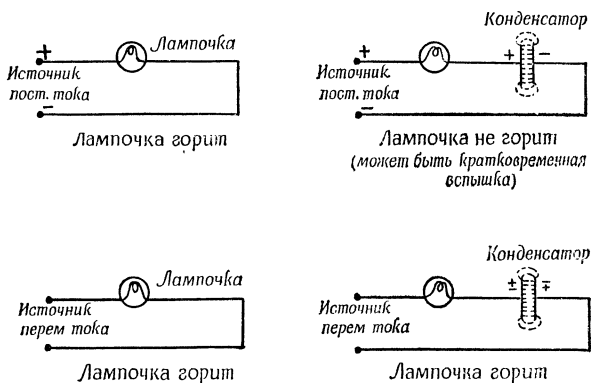 +
Лампочка
Источник
пост. тока
−
Лампочка горит
Конденсатор
+
+ −
Источник
пост. тока
−
Лампочка не горит
(может быть кратковременная
вспышка)
Лампочка
Источник
перем тока
Лампочка горит
Конденсатор
± ∓
Источник
перем тока
Лампочка горит